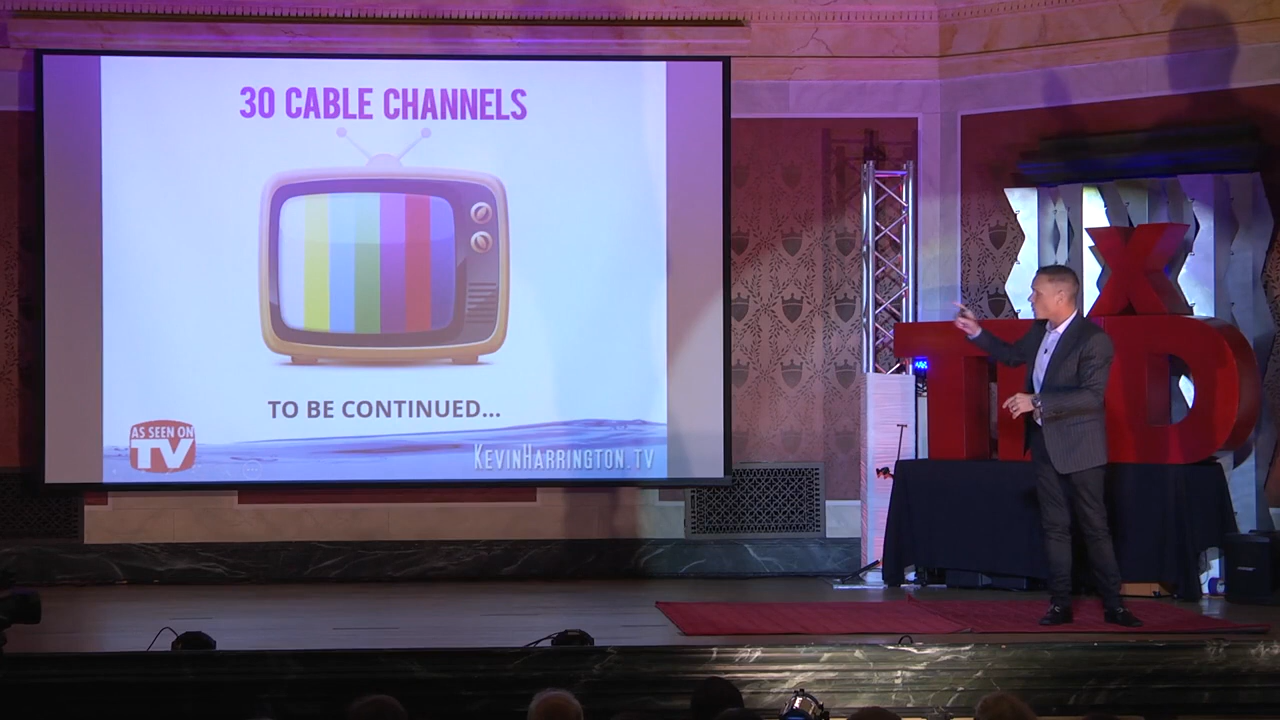 30 CABLE CHANNELS
TO BE CONTINUED...
AS SEEN ON
TV
KEVINHARRINGTON.TV
X
TED